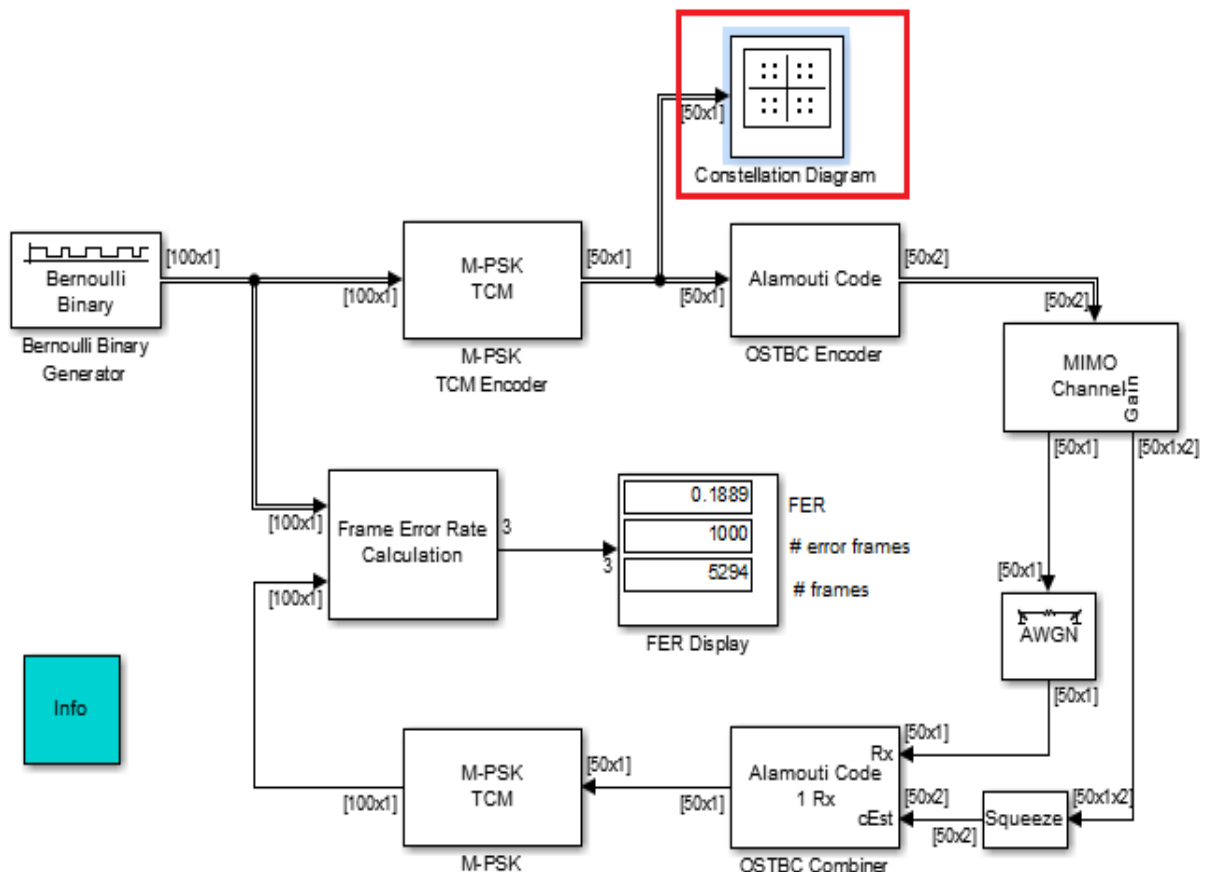 [50x1]
Constellation Diagram
Bernoulli
Binary
[100x1]
Bernoulli Binary
Generator
[100x1]
M-PSK
TCM
[50x1]
M-PSK
TCM Encoder
[50x1]
Alamouti Code
[50x2]
OSTBC Encoder
[50x2]
MIMO
Channel
Gain
[50x1]
[50x1x2]
[100x1]
[100x1]
Frame Error Rate
Calculation
3
3
0.1889
1000
5294
FER
# error frames
# frames
FER Display
[50x1]
AWGN
[50x1]
Info
[100x1]
M-PSK
TCM
[50x1]
M-PSK
[50x1]
Alamouti Code
1 Rx
Rx
cEst
[50x1]
[50x2]
OSTBC Combiner
[50x2]
Squeeze
[50x1x2]